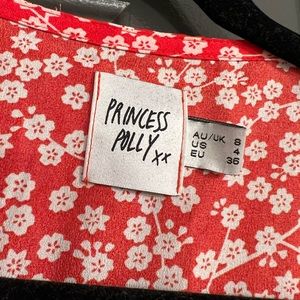 PRINCESS
POLLY xx
AU/UK 8
US 4
EU 36